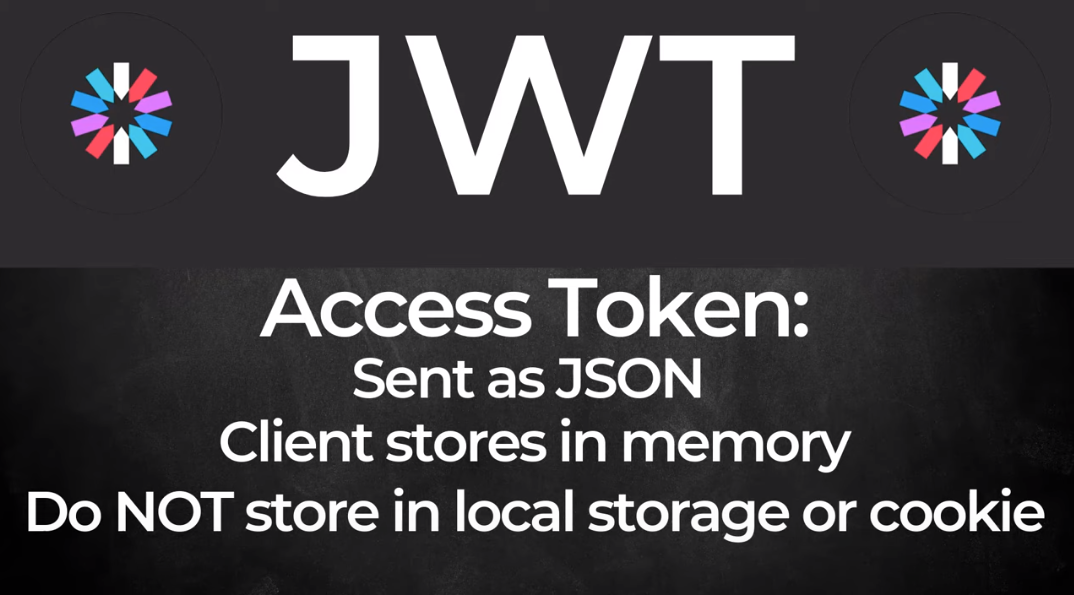 JWT
Access Token:
Sent as JSON
Client stores in memory
Do NOT store in local storage or cookie